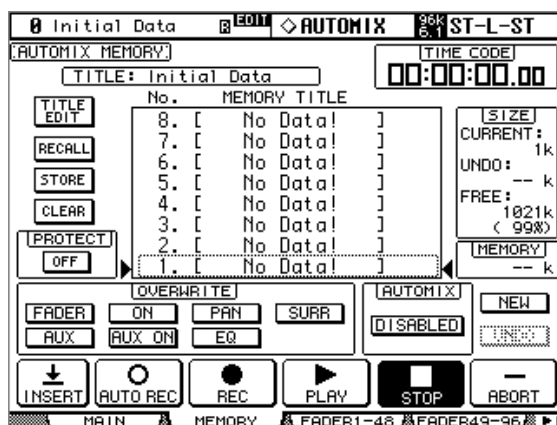 0 Initial Data R EDIT AUTOMIX 96k 6.1 ST-L-ST
AUTOMIX MEMORY
TIME CODE
00:00:00.00
TITLE: Initial Data
No. MEMORY TITLE
8. [ No Data! ]
7. [ No Data! ]
6. [ No Data! ]
5. [ No Data! ]
4. [ No Data! ]
3. [ No Data! ]
2. [ No Data! ]
1. [ No Data! ]
TITLE EDIT
RECALL
STORE
CLEAR
PROTECT
OFF
SIZE
CURRENT:
1k
UNDO:
-- k
FREE:
1021k
( 99%)
MEMORY
-- k
OVERWRITE
FADER ON PAN SURR
AUX AUX ON EQ
AUTOMIX
DISABLED
NEW
UNDO
INSERT AUTO REC REC PLAY STOP ABORT
MAIN MEMORY FADER1-48 FADER49-96